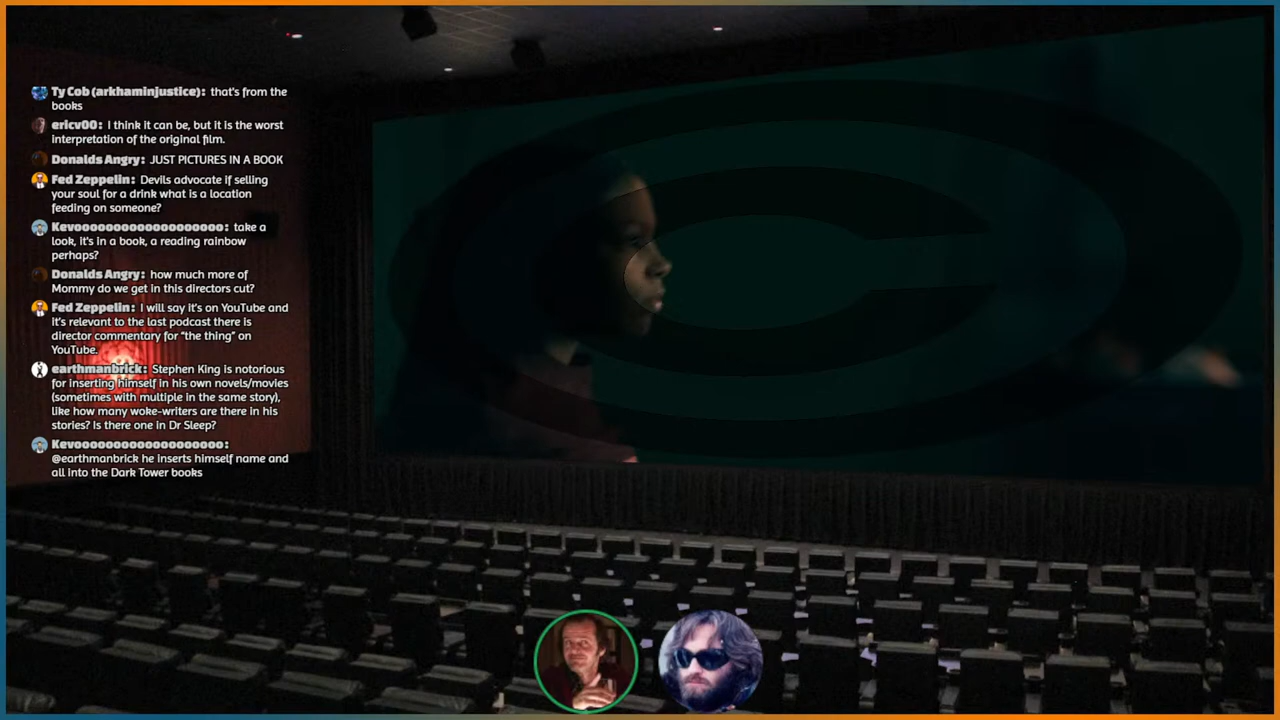 Ty Cob (arkhaminjustice): that's from the
books
ericv00: I think it can be, but it is the worst
interpretation of the original film.
Donalds Angry: JUST PICTURES IN A BOOK
Fed Zeppelin: Devils advocate if selling
your soul for a drink what is a location
feeding on someone?
Kevooooooooooooooooooo: take a
look, it's in a book, a reading rainbow
perhaps?
Donalds Angry: how much more of
Mommy do we get in this directors cut?
Fed Zeppelin: I will say it's on YouTube and
it's relevant to the last podcast there is
director commentary for "the thing" on
YouTube.
earthmanbrick: Stephen King is notorious
for inserting himself in his own novels/movies
(sometimes with multiple in the same story),
like how many woke-writers are there in his
stories? Is there one in Dr Sleep?
Kevooooooooooooooooooo:
@earthmanbrick he inserts himself name and
all into the Dark Tower books